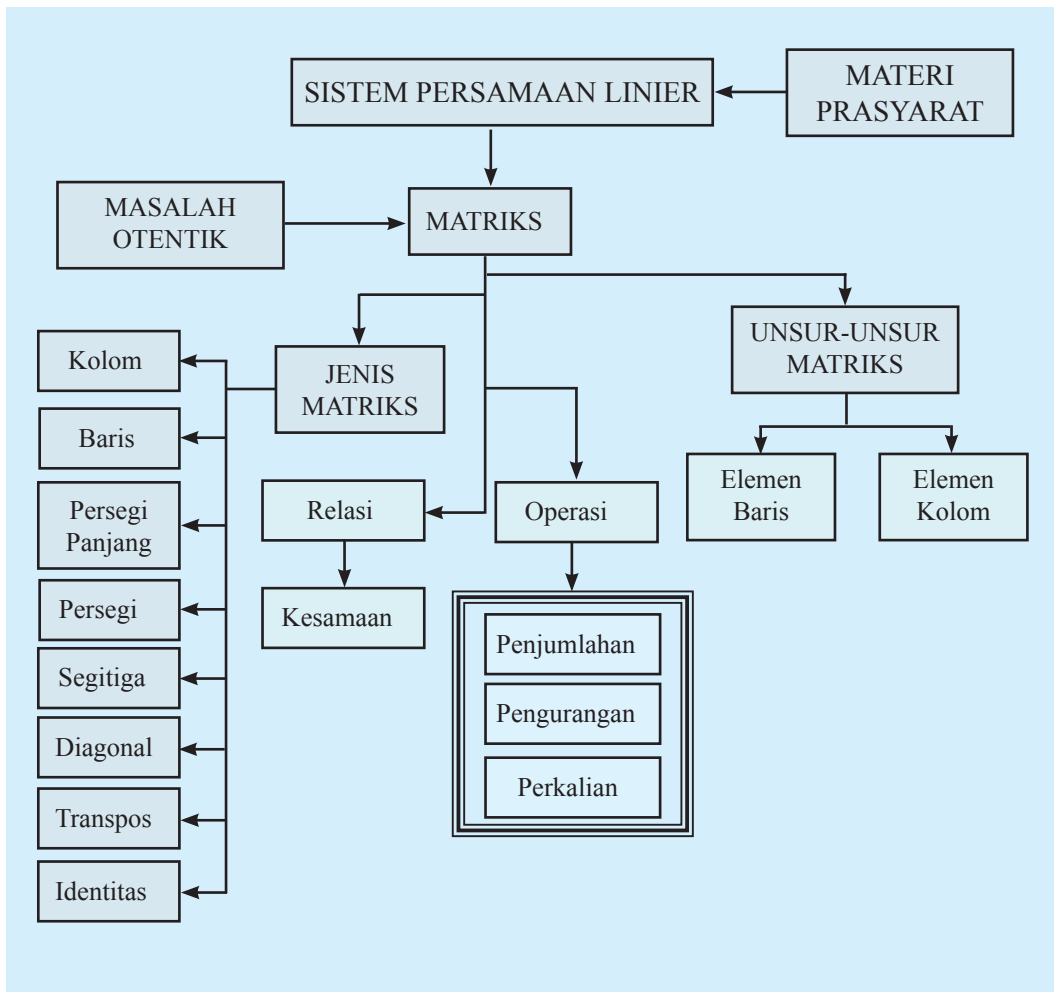 SISTEM PERSAMAAN LINIER
MATERI
PRASYARAT
MASALAH
OTENTIK
MATRIKS
UNSUR-UNSUR
MATRIKS
JENIS
MATRIKS
Kolom
Baris
Persegi
Panjang
Persegi
Segitiga
Diagonal
Transpos
Identitas
Relasi
Kesamaan
Operasi
Penjumlahan
Pengurangan
Perkalian
Elemen
Baris
Elemen
Kolom